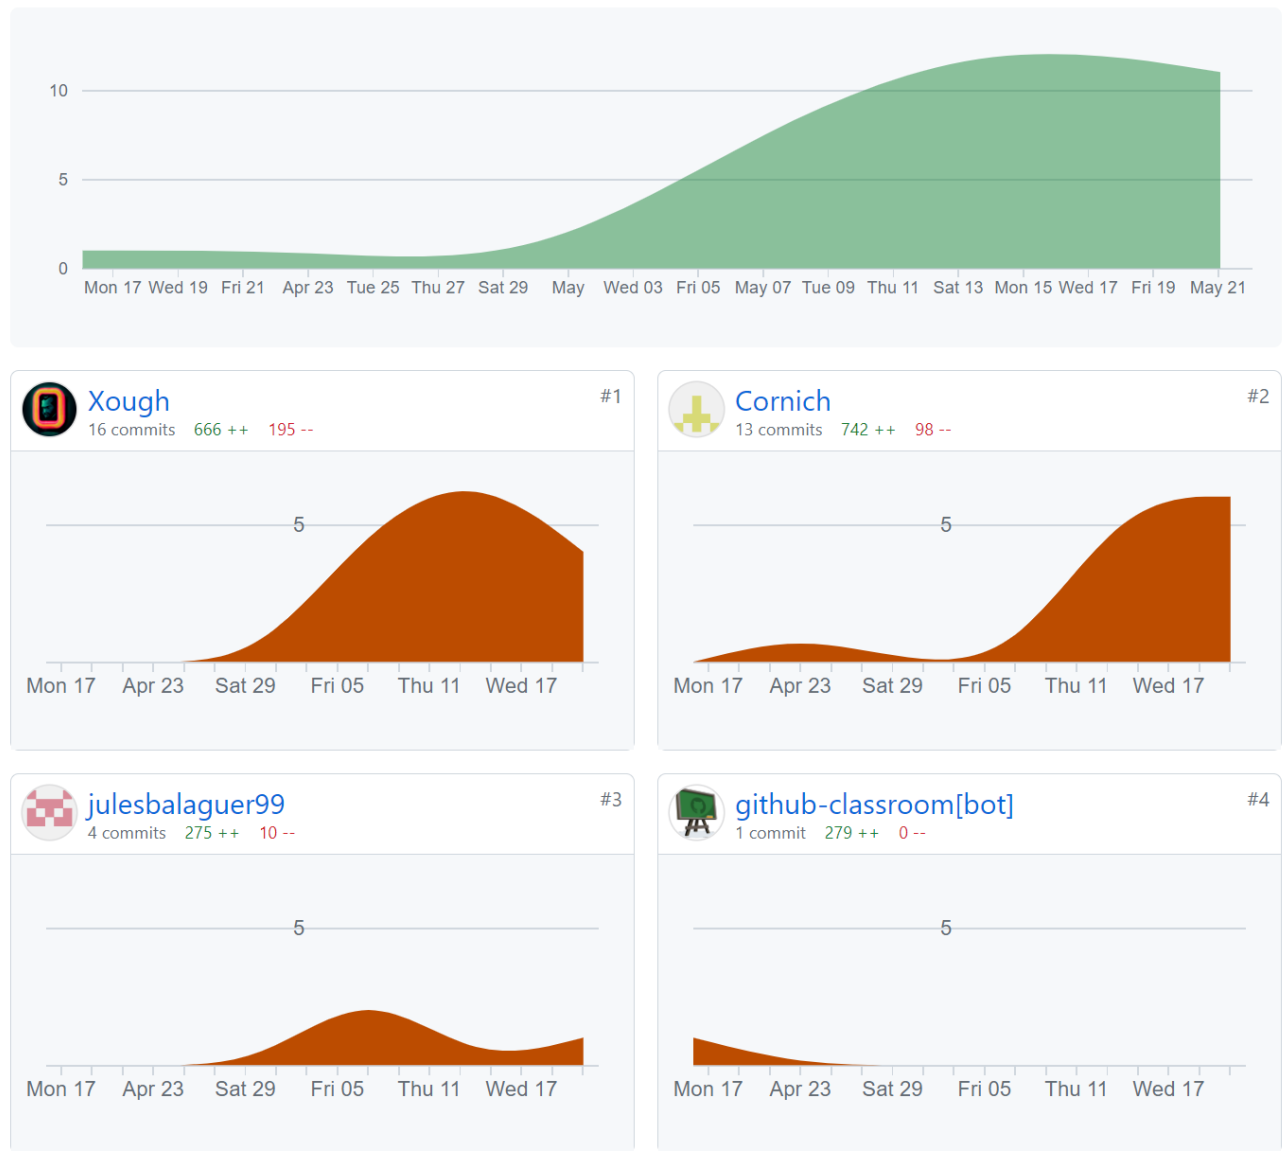 10
5
0
Mon 17 Wed 19 Fri 21 Apr 23 Tue 25 Thu 27 Sat 29 May Wed 03 Fri 05 May 07 Tue 09 Thu 11 Sat 13 Mon 15 Wed 17 Fri 19 May 21
Xough #1
16 commits 666 ++ 195 --
5
Mon 17 Apr 23 Sat 29 Fri 05 Thu 11 Wed 17
Cornich #2
13 commits 742 ++ 98 --
5
Mon 17 Apr 23 Sat 29 Fri 05 Thu 11 Wed 17
julesbalaguer99 #3
4 commits 275 ++ 10 --
5
Mon 17 Apr 23 Sat 29 Fri 05 Thu 11 Wed 17
github-classroom[bot] #4
1 commit 279 ++ 0 --
5
Mon 17 Apr 23 Sat 29 Fri 05 Thu 11 Wed 17